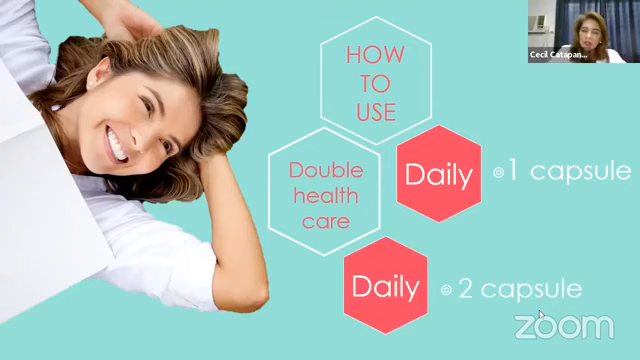 Cecil Catapan...
HOW
TO
USE
Daily
1 capsule
Double
health
care
Daily
2 capsule
zoom